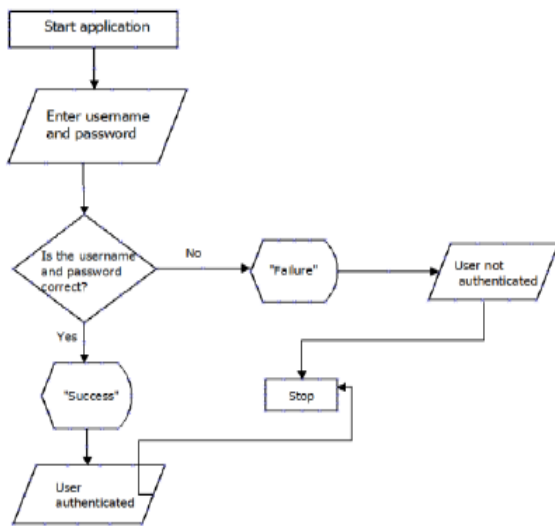 Start application
Enter username
and password
Is the username
and password
correct?
No
"Failure"
User not
authenticated
Yes
"Success"
Stop
User
authenticated